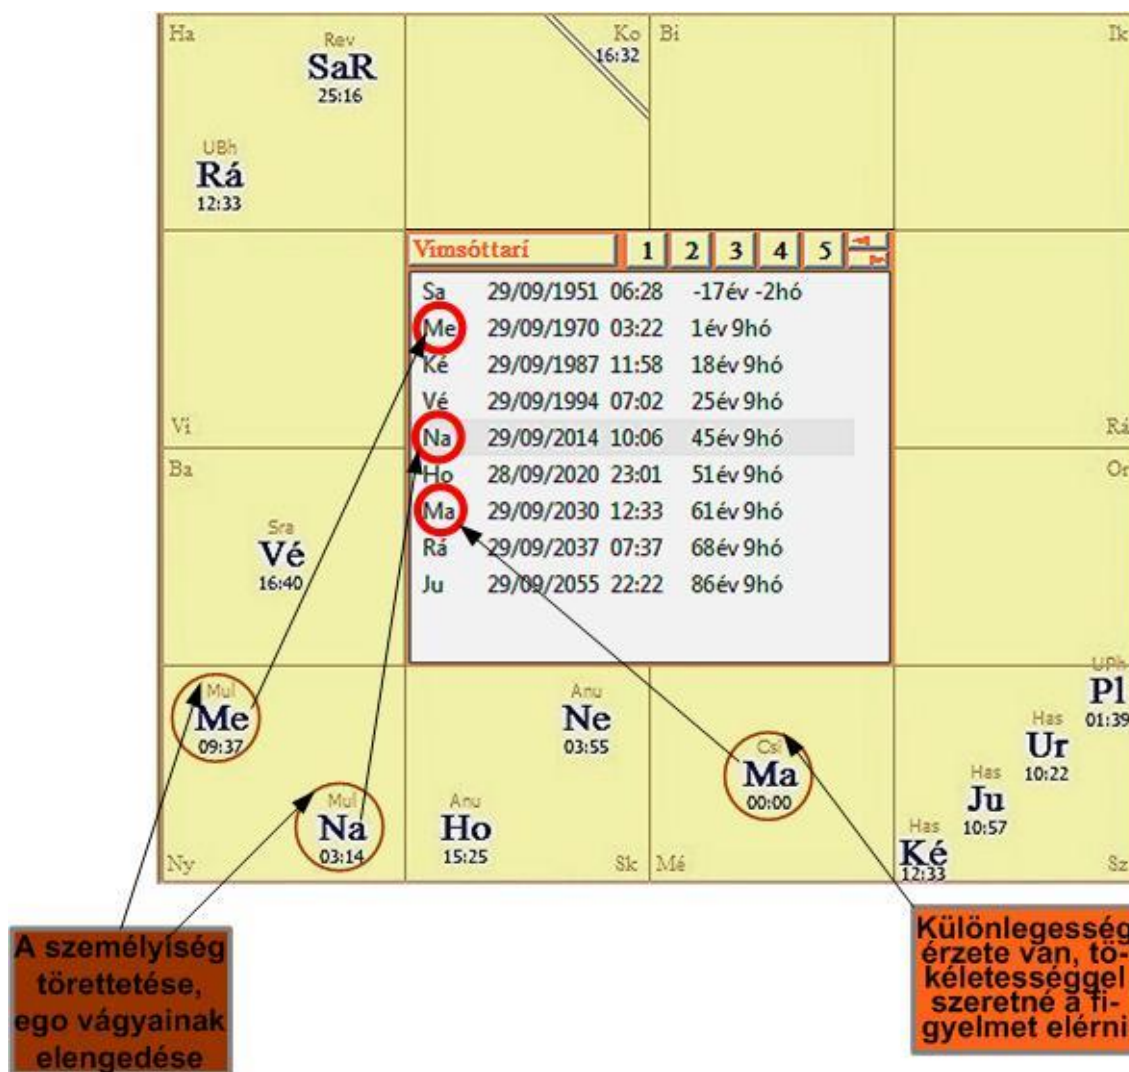 Ha
Rev
SaR
25:16
UBh
Rá
12:33
Ko
16:32
Bi
Ik
Vi
Rá
Vimsóttarí 1 2 3 4 5
Sa 29/09/1951 06:28 -17év -2hó
Me 29/09/1970 03:22 1év 9hó
Ké 29/09/1987 11:58 18év 9hó
Vé 29/09/1994 07:02 25év 9hó
Na 29/09/2014 10:06 45év 9hó
Ho 28/09/2020 23:01 51év 9hó
Ma 29/09/2030 12:33 61év 9hó
Rá 29/09/2037 07:37 68év 9hó
Ju 29/09/2055 22:22 86év 9hó
Ba
Sra
Vé
16:40
Or
Mul
Me
09:37
Mul
Na
03:14
Ny
Anu
Ne
03:55
Anu
Ho
15:25
Sk
Csi
Ma
00:00
Mé
UPh
Pl
01:39
Has
Ur
10:22
Has
Ju
10:57
Has
Ké
12:33
Sz
A személyiség
törettetése,
ego vágyainak
elengedése
Különlegesség
érzete van, tö-
kéletességgel
szeretné a fi-
gyelmet elérni